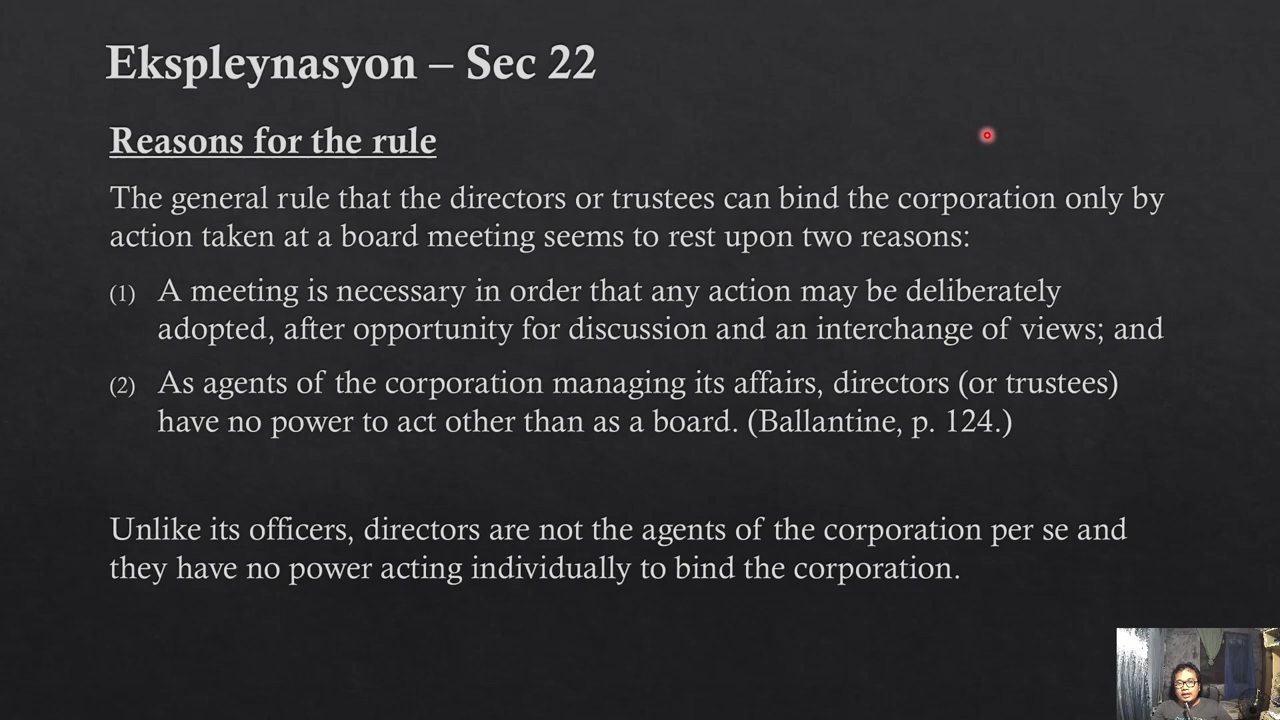 Ekspleynasyon – Sec 22
Reasons for the rule
The general rule that the directors or trustees can bind the corporation only by
action taken at a board meeting seems to rest upon two reasons:
(1) A meeting is necessary in order that any action may be deliberately
adopted, after opportunity for discussion and an interchange of views; and
(2) As agents of the corporation managing its affairs, directors (or trustees)
have no power to act other than as a board. (Ballantine, p. 124.)
Unlike its officers, directors are not the agents of the corporation per se and
they have no power acting individually to bind the corporation.